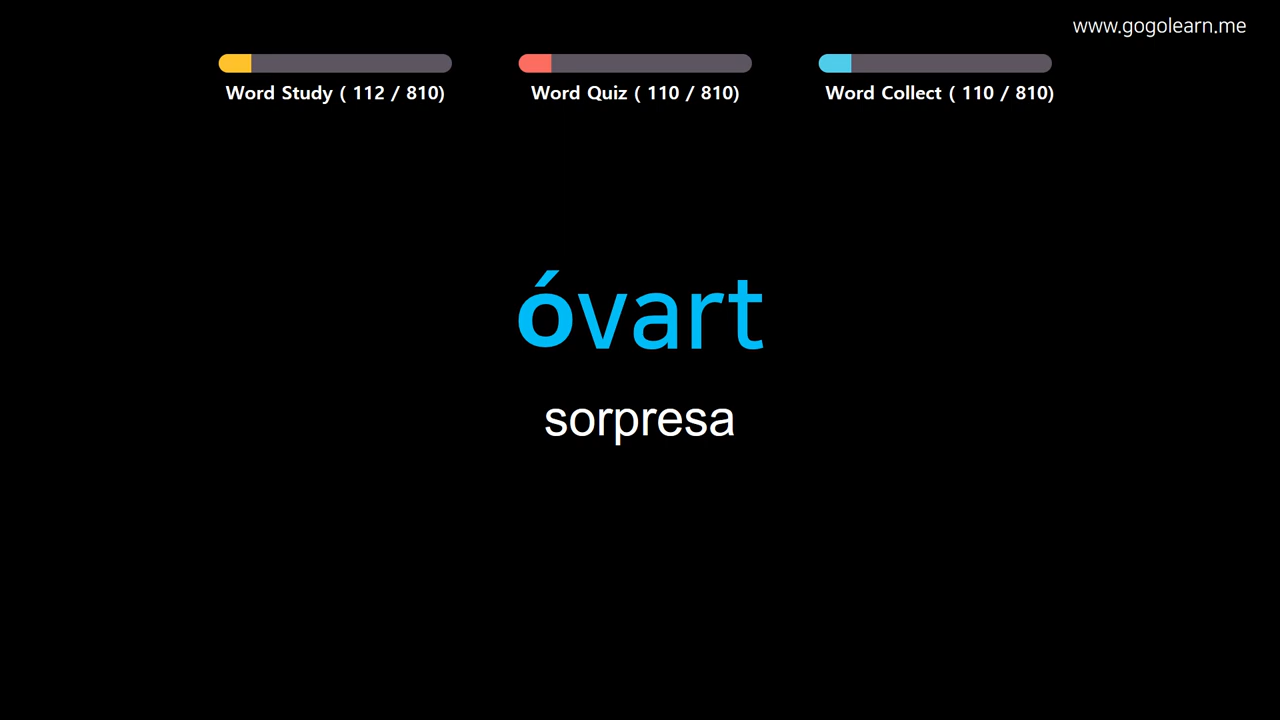 www.gogolearn.me
Word Study ( 112 / 810)
Word Quiz ( 110 / 810)
Word Collect ( 110 / 810)
óvart
sorpresa